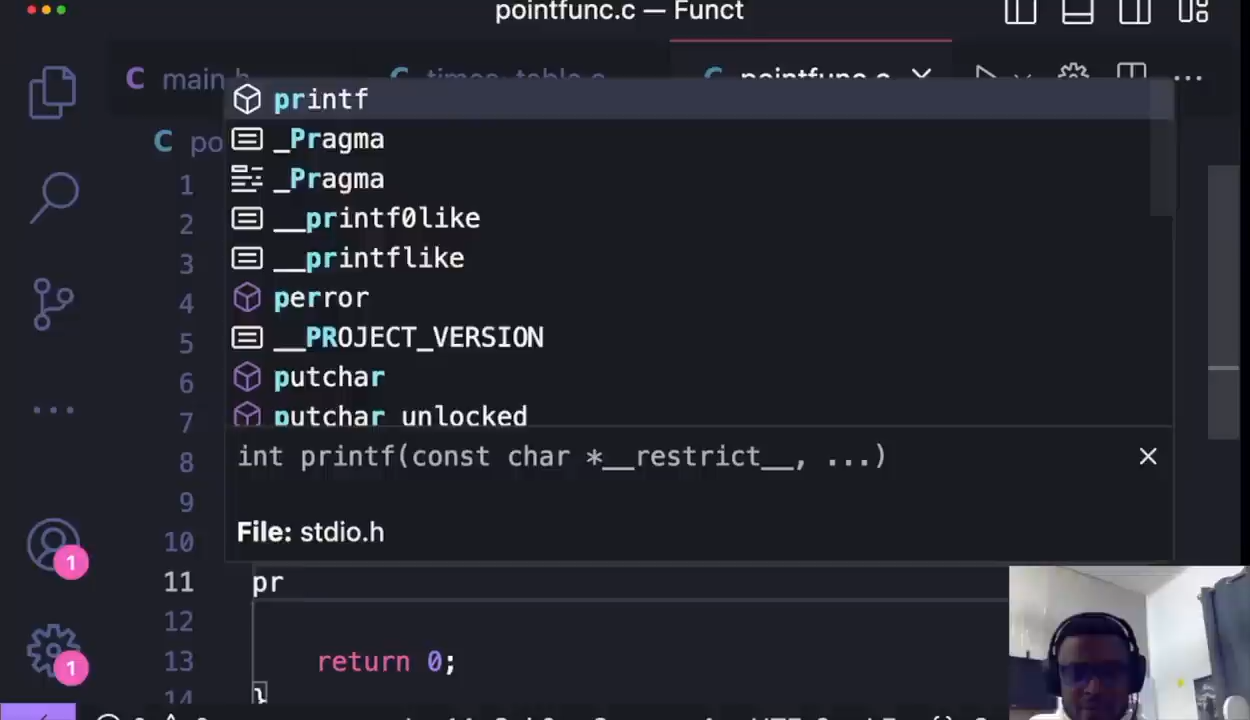 pointfunc.c — Funct
C main.h
C times_table.c
C pointfunc.c
C po
printf
_Pragma
_Pragma
__printf0like
__printflike
perror
__PROJECT_VERSION
putchar
putchar_unlocked
int printf(const char *__restrict__, ...)
File: stdio.h
1
2
3
4
5
6
7
8
9
10
11 pr
12
13 return 0;
14 }
1
1